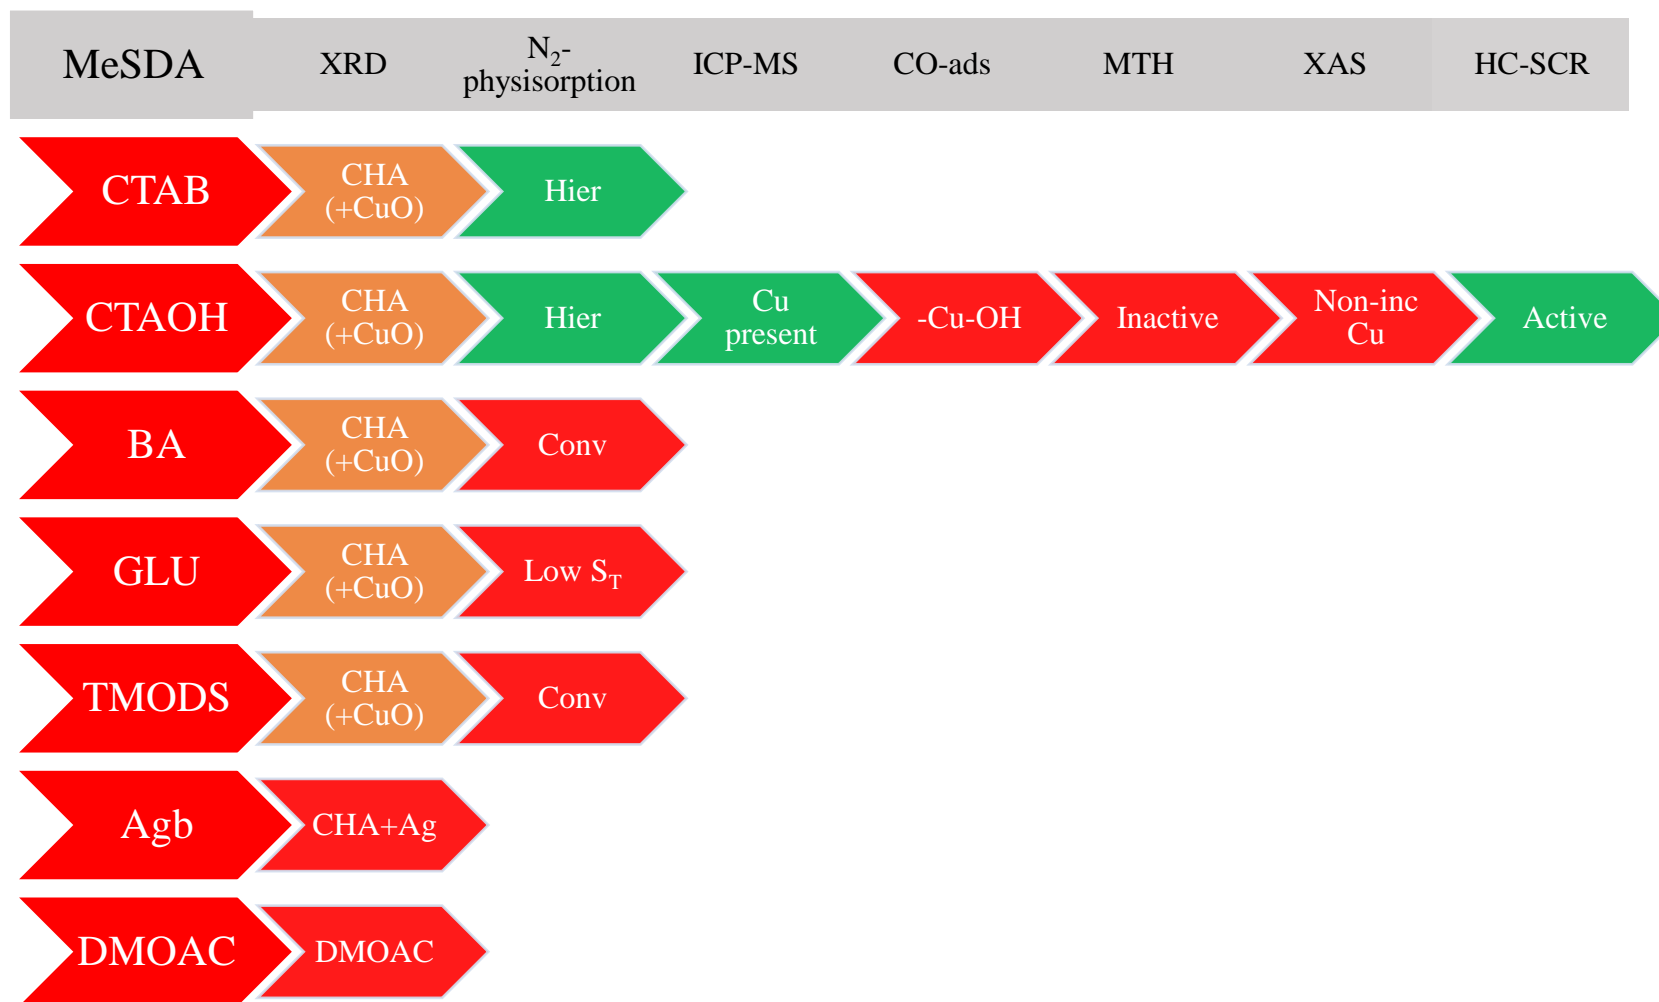 MeSDA
XRD
N₂-
physisorption
ICP-MS
CO-ads
MTH
XAS
HC-SCR
CTAB
CHA
(+CuO)
Hier
CTAOH
CHA
(+CuO)
Hier
Cu
present
-Cu-OH
Inactive
Non-inc
Cu
Active
BA
CHA
(+CuO)
Conv
GLU
CHA
(+CuO)
Low S_T
TMODS
CHA
(+CuO)
Conv
Agb
CHA+Ag
DMOAC
DMOAC